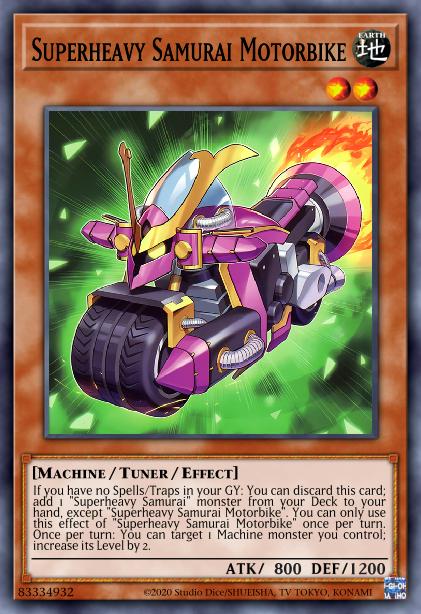 Superheavy Samurai Motorbike
EARTH
地
[Machine / Tuner / Effect]
If you have no Spells/Traps in your GY: You can discard this card;
add 1 "Superheavy Samurai" monster from your Deck to your
hand, except "Superheavy Samurai Motorbike". You can only use
this effect of "Superheavy Samurai Motorbike" once per turn.
Once per turn: You can target 1 Machine monster you control;
increase its Level by 2.
ATK/ 800 DEF/1200
83334932
©2020 Studio Dice/SHUEISHA, TV TOKYO, KONAMI